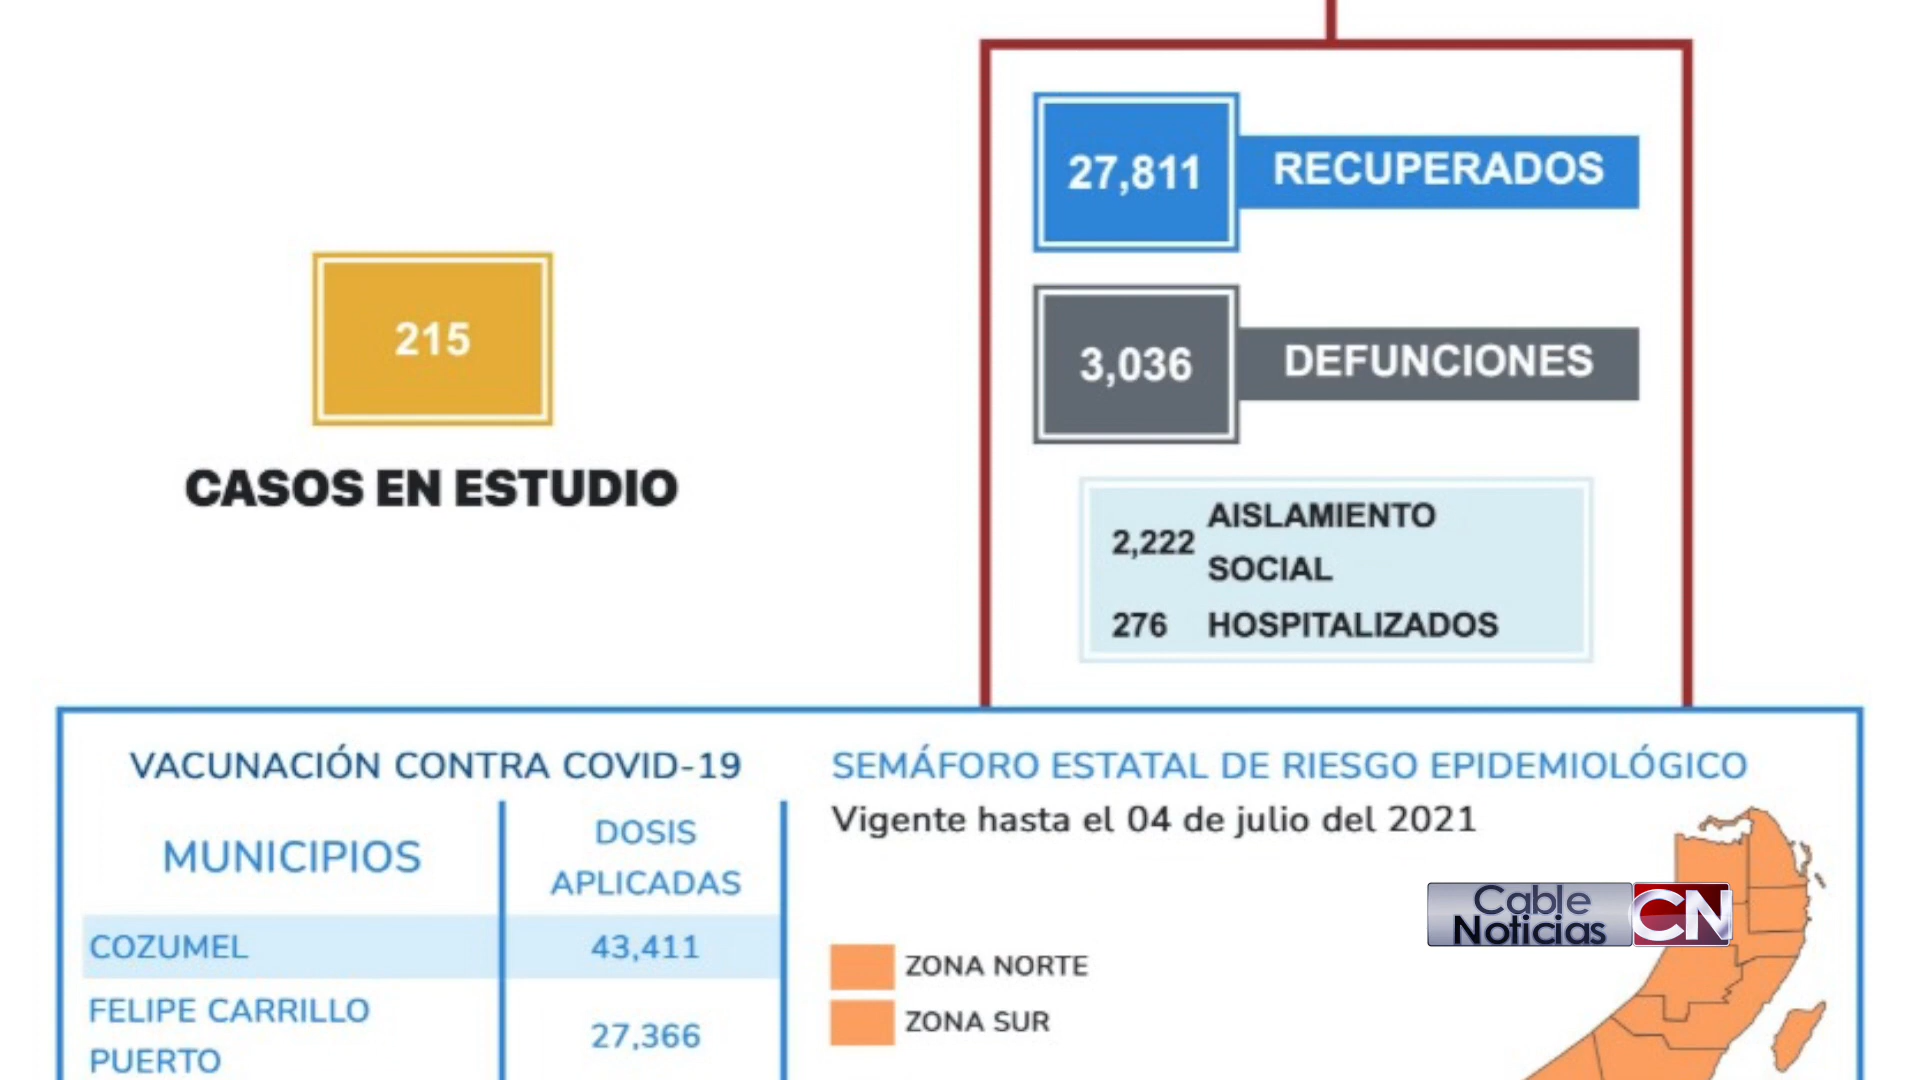 27,811
RECUPERADOS
215
CASOS EN ESTUDIO
3,036
DEFUNCIONES
2,222
AISLAMIENTO
SOCIAL
276 HOSPITALIZADOS
VACUNACIÓN CONTRA COVID-19
MUNICIPIOS
DOSIS
APLICADAS
COZUMEL 43,411
FELIPE CARRILLO
PUERTO
27,366
SEMÁFORO ESTATAL DE RIESGO EPIDEMIOLÓGICO
Vigente hasta el 04 de julio del 2021
ZONA NORTE
ZONA SUR
Cable
Noticias
CN